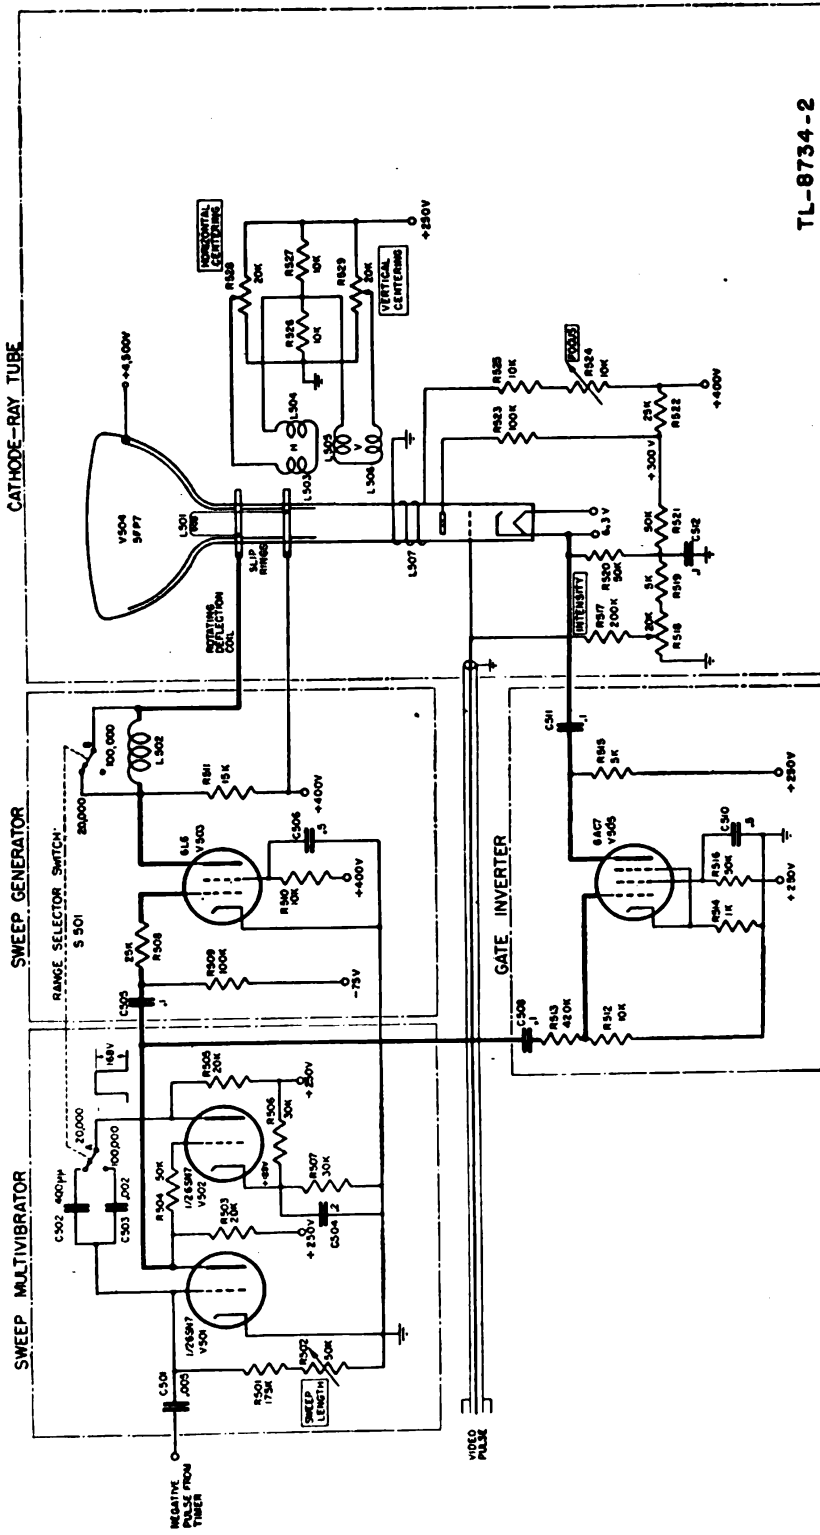 CATHODE-RAY TUBE
+4,500V
V504
5FP7
L501
SLIP
RINGS
ROTATING
DEFLECTION
COIL
HORIZONTAL
CENTERING
R528
20K
R527
10K
R526
10K
R529
20K
VERTICAL
CENTERING
+250V
L504
H
L503
L505
V
L506
L507
R525
10K
FOCUS
R524
10K
R523
100K
+400V
25K
R522
+300V
50K
R521
C512
.1
6.3V
R520
50K
5K
R519
INTENSITY
R517
200K
20K
R518
TL-8734-2
SWEEP GENERATOR
RANGE SELECTOR SWITCH
S 501
20,000
B
100,000
L502
R511
15K
+400V
6L6
V503
C506
.5
R510
10K
+400V
25K
R508
C505
.1
R509
100K
-75V
GATE INVERTER
C511
.1
R515
5K
+250V
6AC7
V505
C510
.5
R516
50K
+250V
R514
1K
C508
.1
R513
420K
R512
10K
SWEEP MULTIVIBRATOR
168V
20,000
A
100,000
C502
400µµ
C503
.002
R505
20K
+250V
R506
30K
R504
50K
1/26SN7
V502
R507
30K
R503
20K
+250V
C504
.2
1/26SN7
V501
C501
.005
R501
175K
R502
50K
SWEEP
LENGTH
NEGATIVE
PULSE FROM
TIMER
VIDEO
PULSE